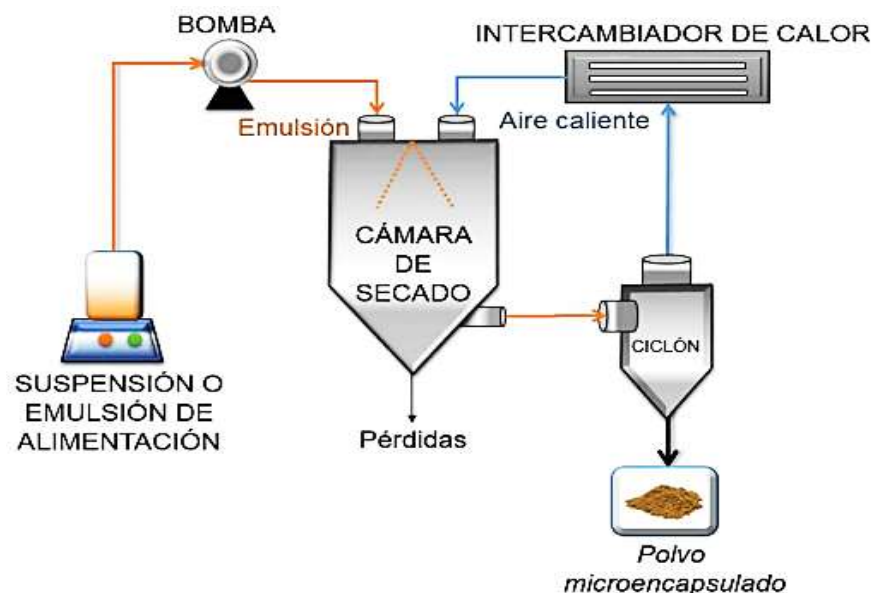 BOMBA
INTERCAMBIADOR DE CALOR
Emulsión
Aire caliente
CÁMARA
DE
SECADO
CICLÓN
SUSPENSIÓN O
EMULSIÓN DE
ALIMENTACIÓN
Pérdidas
Polvo
microencapsulado